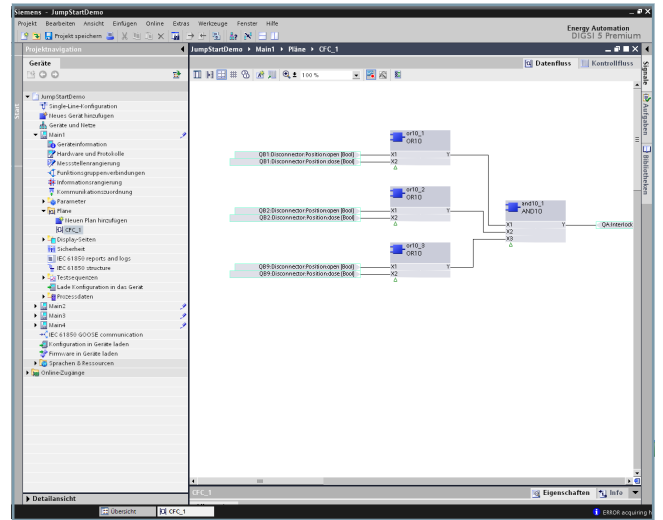 Siemens - JumpStartDemo
Projekt Bearbeiten Ansicht Einfügen Online Extras Werkzeuge Fenster Hilfe
Energy Automation
DIGSI 5 Premium
Projekt speichern
Projektnavigation
JumpStartDemo Main1 Pläne CFC_1
Geräte
Datenfluss Kontrollfluss
100 %
Start
Signale
Aufgaben
Bibliotheken
JumpStartDemo
Single-Line-Konfiguration
Neues Gerät hinzufügen
Geräte und Netze
Main1
Geräteinformation
Hardware und Protokolle
Messstellenrangierung
Funktionsgruppenverbindungen
Informationsrangierung
Kommunikationszuordnung
Parameter
Pläne
Neuen Plan hinzufügen
CFC_1
Display-Seiten
Sicherheit
IEC 61850 reports and logs
IEC 61850 structure
Testsequenzen
Lade Konfiguration in das Gerät
Prozessdaten
Main2
Main3
Main4
IEC 61850 GOOSE communication
Konfiguration in Geräte laden
Firmware in Geräte laden
Sprachen & Ressourcen
Online-Zugänge
or10_1
OR10
QB1:Disconnector:Position:open (Bool) X1 Y
QB1:Disconnector:Position:close (Bool) X2
or10_2
OR10
QB2:Disconnector:Position:open (Bool) X1 Y
QB2:Disconnector:Position:close (Bool) X2
and10_1
AND10
X1 Y QA:Interlock
X2
X3
or10_3
OR10
QB9:Disconnector:Position:open (Bool) X1 Y
QB9:Disconnector:Position:close (Bool) X2
CFC_1
Eigenschaften Info
Detailansicht
Übersicht CFC_1
ERROR acquiring